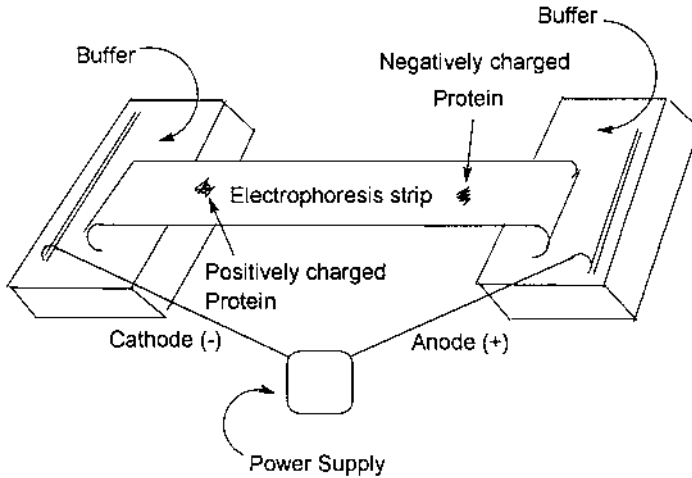 Buffer
Buffer
Negatively charged
Protein
Electrophoresis strip
Positively charged
Protein
Cathode (-)
Anode (+)
Power Supply